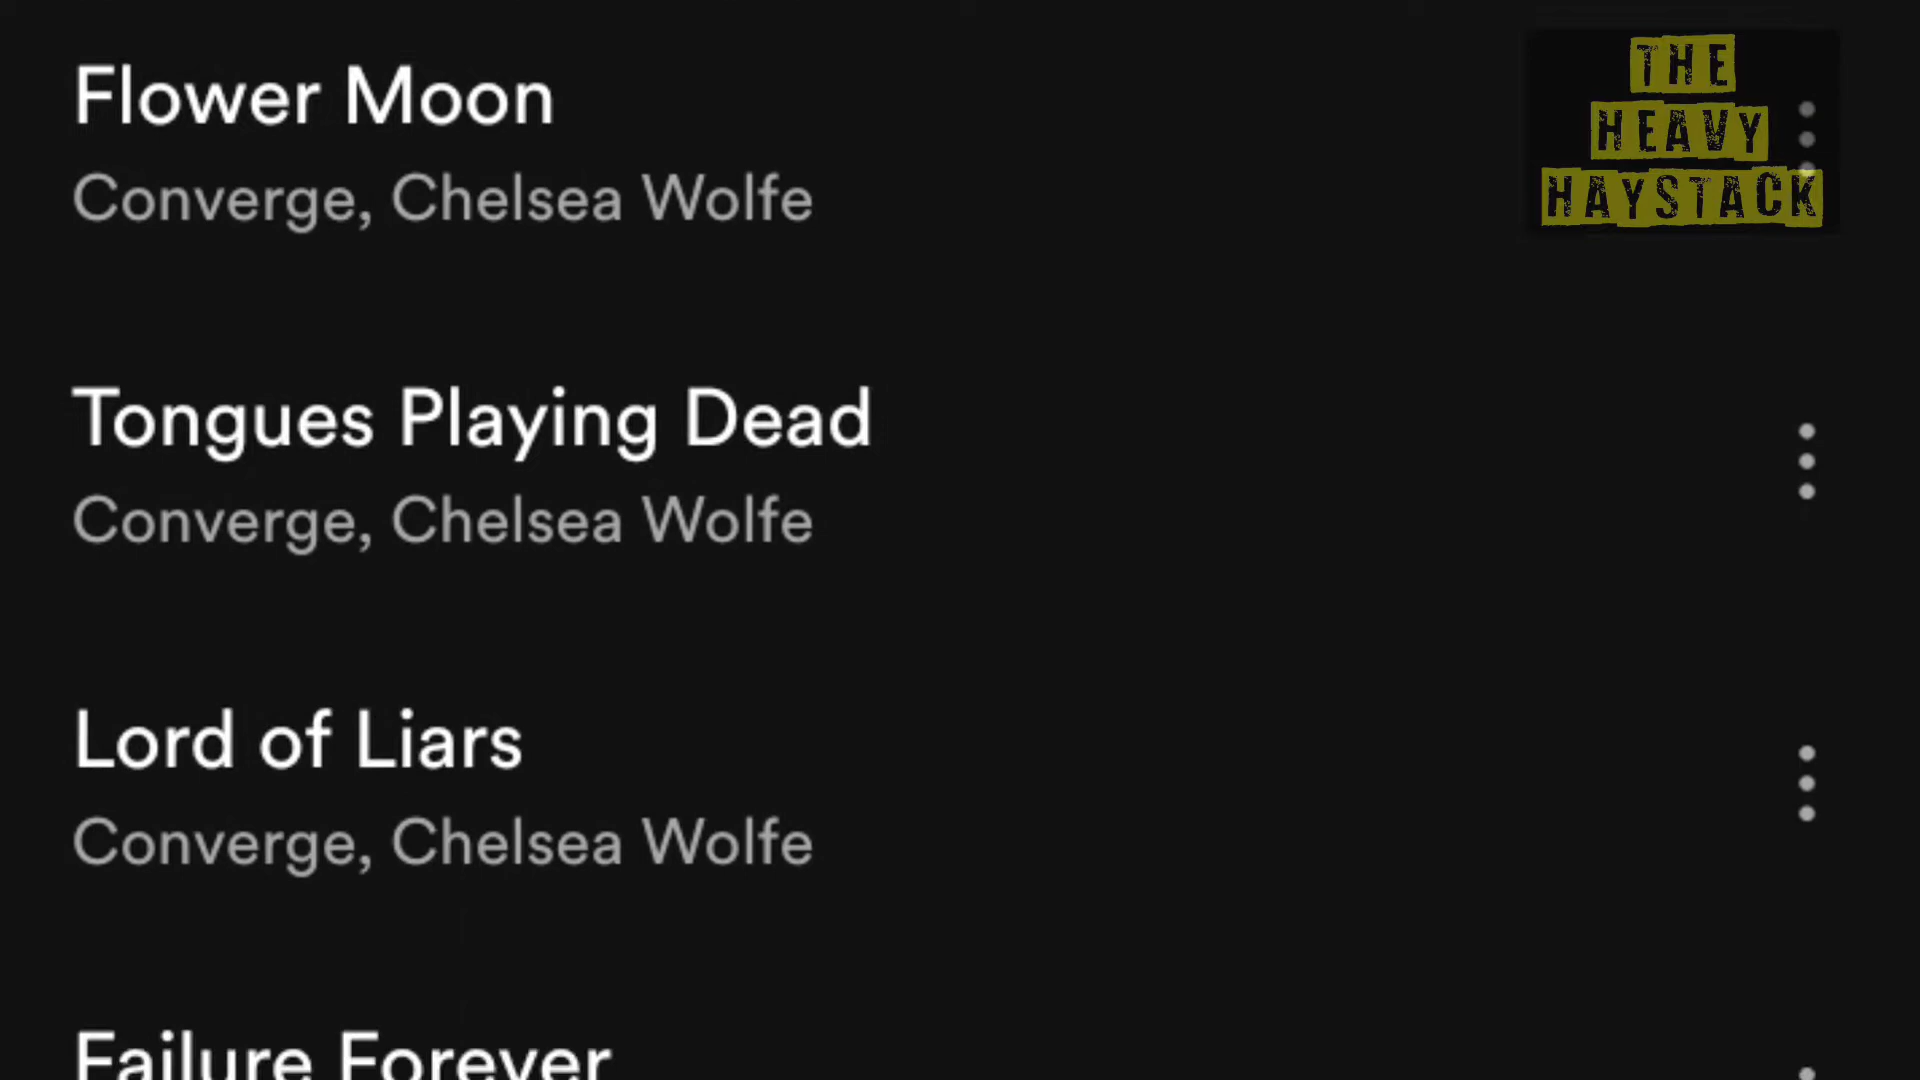 Flower Moon
Converge, Chelsea Wolfe
THE
HEAVY
HAYSTACK
Tongues Playing Dead
Converge, Chelsea Wolfe
Lord of Liars
Converge, Chelsea Wolfe
Failure Forever